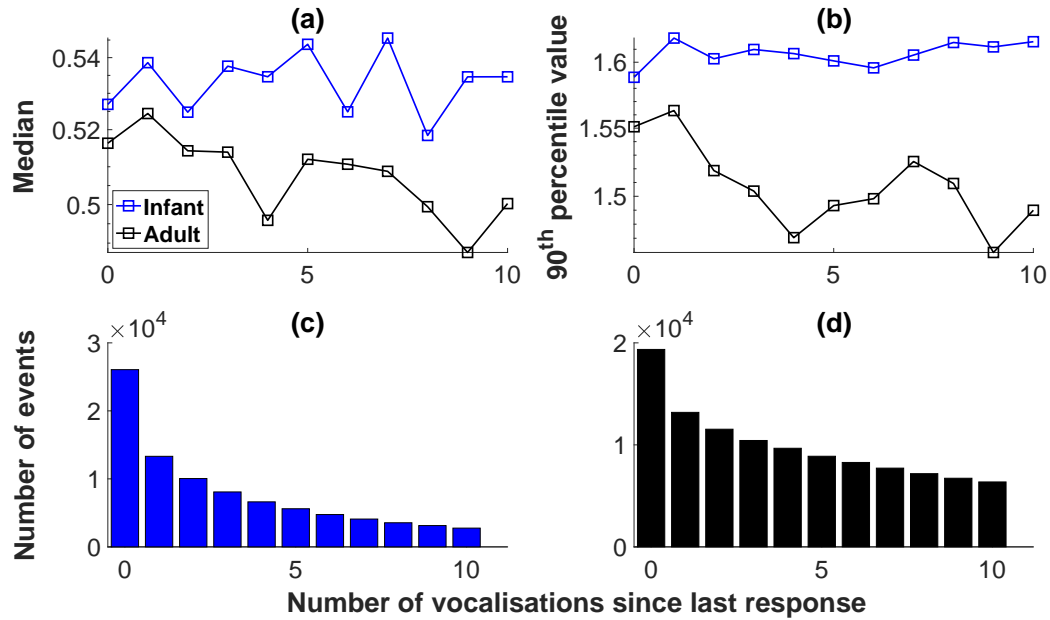 (a)
Median
0.54
0.52
0.5
Infant
Adult
0 5 10
(b)
90th percentile value
1.6
1.55
1.5
0 5 10
(c)
×10^4
Number of events
3
2
1
0
0 5 10
(d)
×10^4
2
1
0
0 5 10
Number of vocalisations since last response